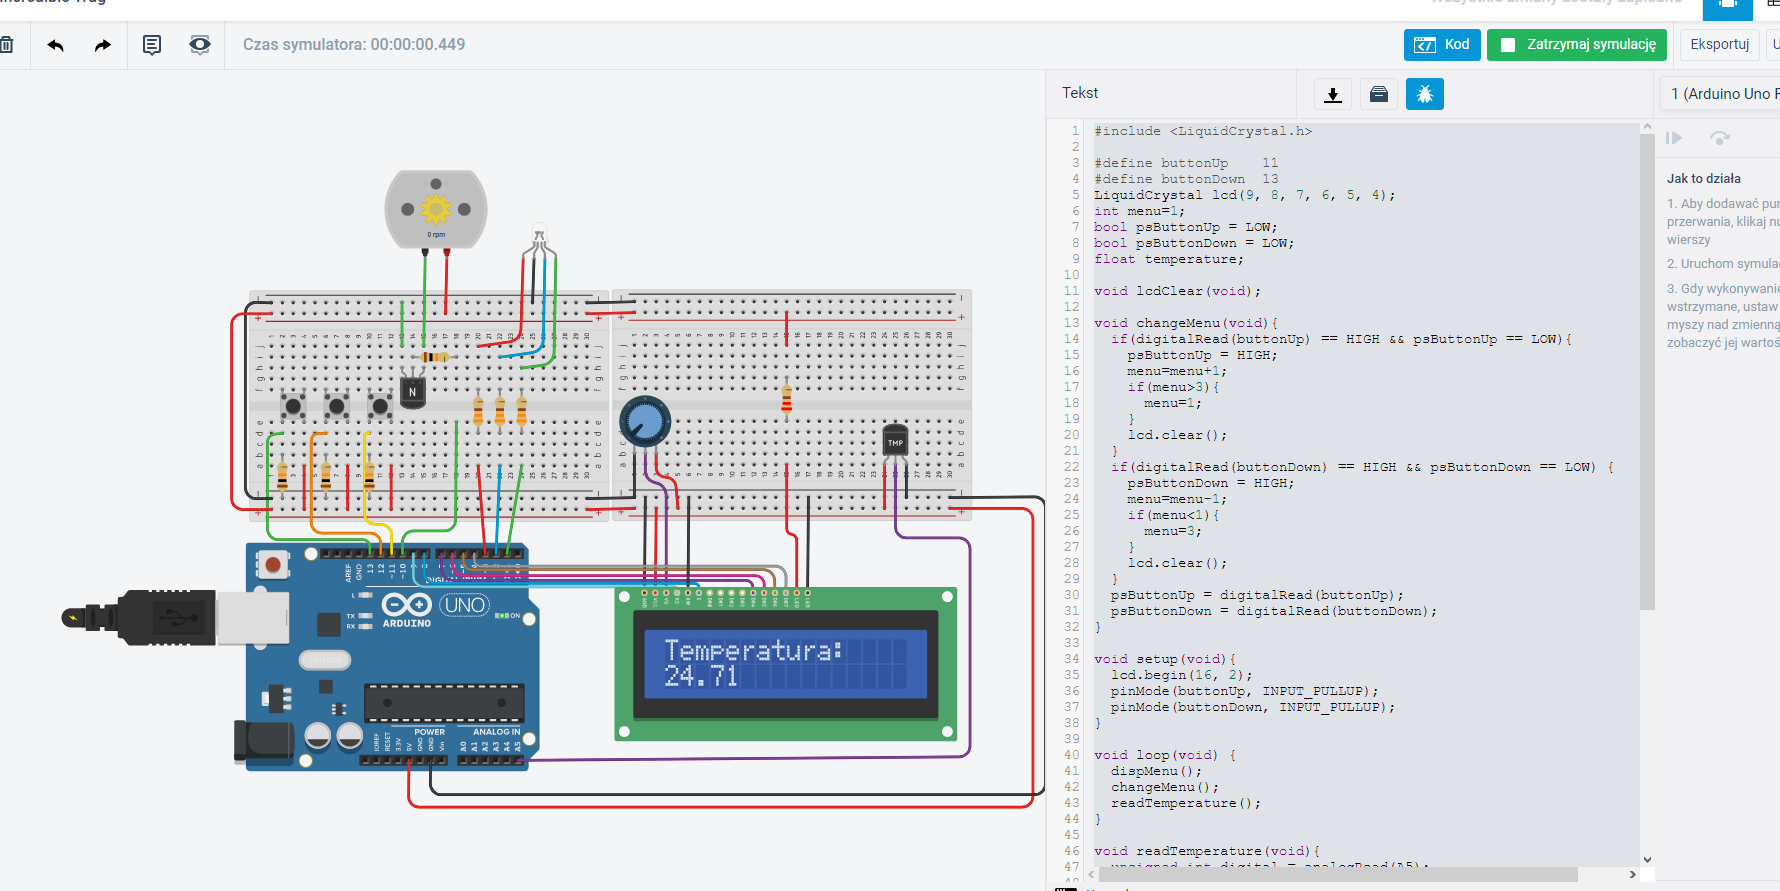 Czas symulatora: 00:00:00.449
Kod
Zatrzymaj symulację
Eksportuj
Tekst
1 (Arduino Uno
1 #include <LiquidCrystal.h>
2
3 #define buttonUp    11
4 #define buttonDown  13
5 LiquidCrystal lcd(9, 8, 7, 6, 5, 4);
6 int menu=1;
7 bool psButtonUp = LOW;
8 bool psButtonDown = LOW;
9 float temperature;
10
11 void lcdClear(void);
12
13 void changeMenu(void){
14   if(digitalRead(buttonUp) == HIGH && psButtonUp == LOW){
15     psButtonUp = HIGH;
16     menu=menu+1;
17     if(menu>3){
18       menu=1;
19     }
20     lcd.clear();
21   }
22   if(digitalRead(buttonDown) == HIGH && psButtonDown == LOW) {
23     psButtonDown = HIGH;
24     menu=menu-1;
25     if(menu<1){
26       menu=3;
27     }
28     lcd.clear();
29   }
30   psButtonUp = digitalRead(buttonUp);
31   psButtonDown = digitalRead(buttonDown);
32 }
33
34 void setup(void){
35   lcd.begin(16, 2);
36   pinMode(buttonUp, INPUT_PULLUP);
37   pinMode(buttonDown, INPUT_PULLUP);
38 }
39
40 void loop(void) {
41   dispMenu();
42   changeMenu();
43   readTemperature();
44 }
45
46 void readTemperature(void){
47   unsigned int digital = analogRead(A5);
Jak to działa
1. Aby dodawać
przerwania, klikaj
wierszy
2. Uruchom
3. Gdy
wstrzymane, ustaw
myszy nad zmienną
zobaczyć jej
0 rpm
N
TMP
AREF
GND
13
12
~11
~10
L
TX
RX
UNO
ON
ARDUINO
Temperatura:
24.71
POWER
ANALOG IN
IOREF
RESET
3.3V
5V
GND
GND
Vin
A0
A1
A2
A3
A4
A5